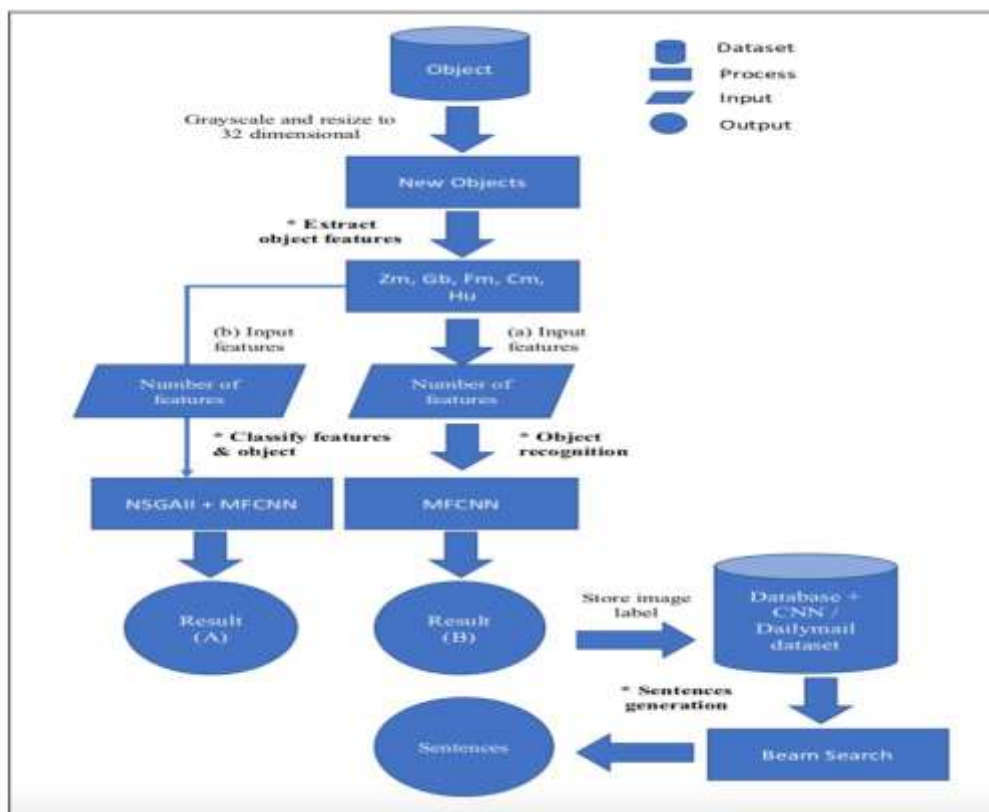 Object
Dataset
Process
Input
Output
Grayscale and resize to
32 dimensional
New Objects
* Extract
object features
Zm, Gb, Fm, Cm,
Hu
(b) Input
features
(a) Input
features
Number of
features
Number of
features
* Classify features
& object
* Object
recognition
NSGAII + MFCNN
MFCNN
Result
(A)
Result
(B)
Store image
label
Database +
CNN /
Dailymail
dataset
* Sentences
generation
Sentences
Beam Search